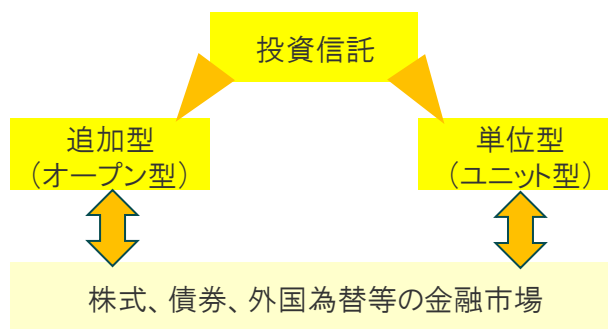 投資信託
追加型
（オープン型）
単位型
（ユニット型）
株式、債券、外国為替等の金融市場